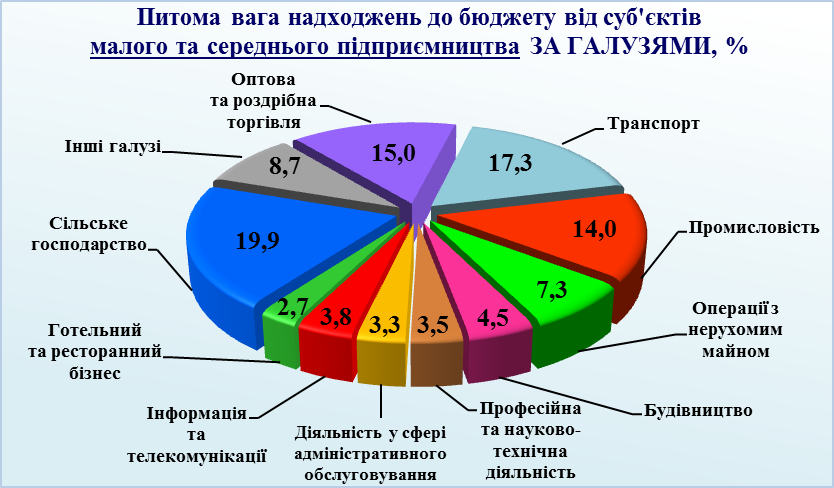 Питома вага надходжень до бюджету від суб'єктів
малого та середнього підприємництва ЗА ГАЛУЗЯМИ, %
Оптова
та роздрібна
торгівля
15,0
Транспорт
17,3
Промисловість
14,0
Операції з
нерухомим
майном
7,3
Будівництво
4,5
Професійна
та науково-
технічна
діяльність
3,5
Діяльність у сфері
адміністративного
обслуговування
3,3
Інформація
та
телекомунікації
3,8
Готельний
та ресторанний
бізнес
2,7
Сільське
господарство
19,9
Інші галузі
8,7